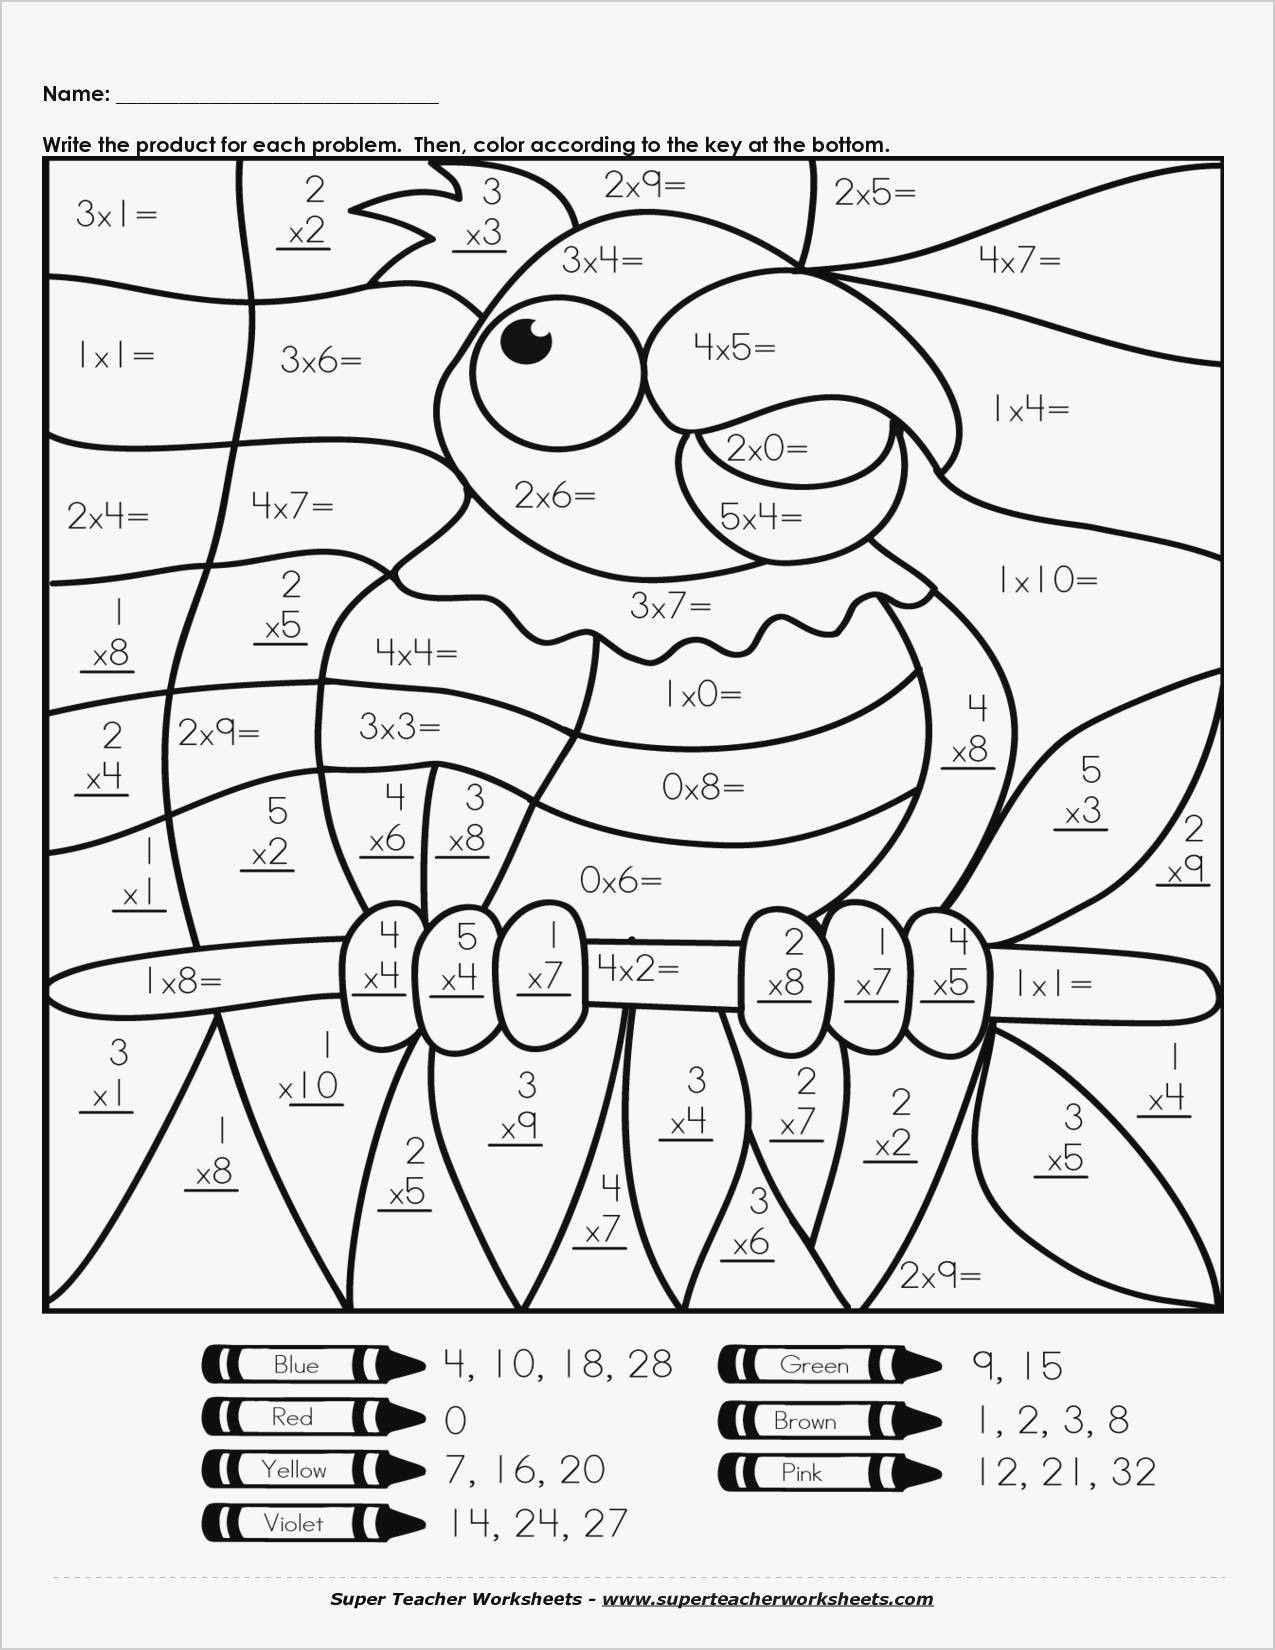 Name: ______________________________
Write the product for each problem.  Then, color according to the key at the bottom.
3x1=
2
x2
3
x3
2x9=
2x5=
3x4=
4x7=
1x1=
3x6=
4x5=
1x4=
2x0=
2x4=
4x7=
2x6=
5x4=
1x10=
1
x8
2
x5
3x7=
4x4=
1x0=
4
x8
2
x4
2x9=
3x3=
0x8=
5
x3
2
x9
1
x1
5
x2
4
x6
3
x8
0x6=
1x8=
4
x4
5
x4
1
x7
4x2=
2
x8
1
x7
4
x5
1x1=
3
x1
1
x10
3
x9
3
x4
2
x7
2
x2
1
x4
1
x8
2
x5
4
x7
3
x6
3
x5
2x9=
Blue 4, 10, 18, 28
Green 9, 15
Red 0
Brown 1, 2, 3, 8
Yellow 7, 16, 20
Pink 12, 21, 32
Violet 14, 24, 27
Super Teacher Worksheets - www.superteacherworksheets.com